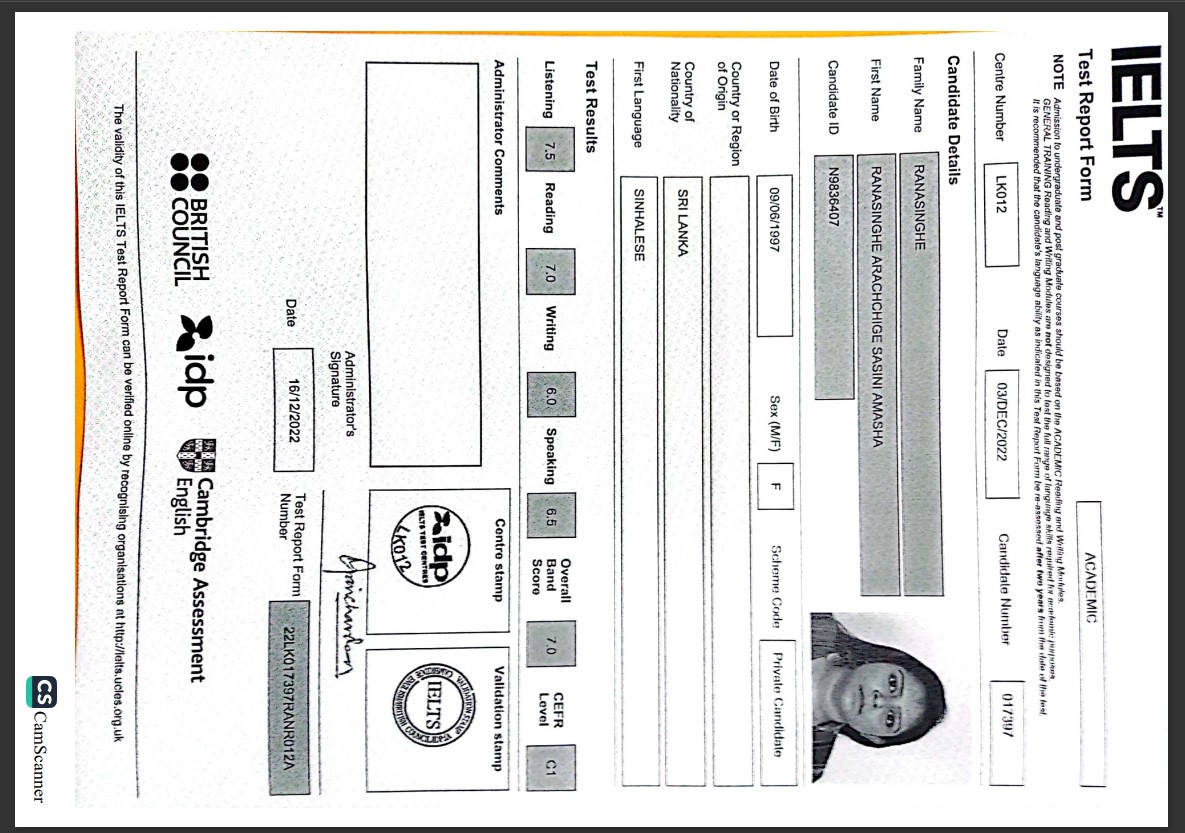 IELTS™
Test Report Form
ACADEMIC
NOTE Admission to undergraduate and post graduate courses should be based on the ACADEMIC Reading and Writing Modules.
GENERAL TRAINING Reading and Writing Modules are not designed to test the full range of language skills required for academic purposes.
It is recommended that the candidate's language ability as indicated in this Test Report Form be re-assessed after two years from the date of the test.
Centre Number LK012 Date 03/DEC/2022 Candidate Number 017397
Candidate Details
Family Name RANASINGHE
First Name RANASINGHE ARACHCHIGE SASINI AMASHA
Candidate ID N9836407
Date of Birth 09/06/1997 Sex (M/F) F Scheme Code Private Candidate
Country or Region
of Origin
Country of
Nationality
SRI LANKA
First Language SINHALESE
Test Results
Listening 7.5 Reading 7.0 Writing 6.0 Speaking 6.5 Overall Band Score 7.0 CEFR Level C1
Administrator Comments
Centre stamp
Validation stamp
idp
IELTS TEST CENTRES
LK012
VALIDATION STAMP
IELTS
Administrator's
Signature
Date 16/12/2022
Test Report Form
Number
22LK017397RANR012A
BRITISH
COUNCIL
idp
Cambridge Assessment
English
The validity of this IELTS Test Report Form can be verified online by recognising organisations at http://ielts.ucles.org.uk
CS CamScanner